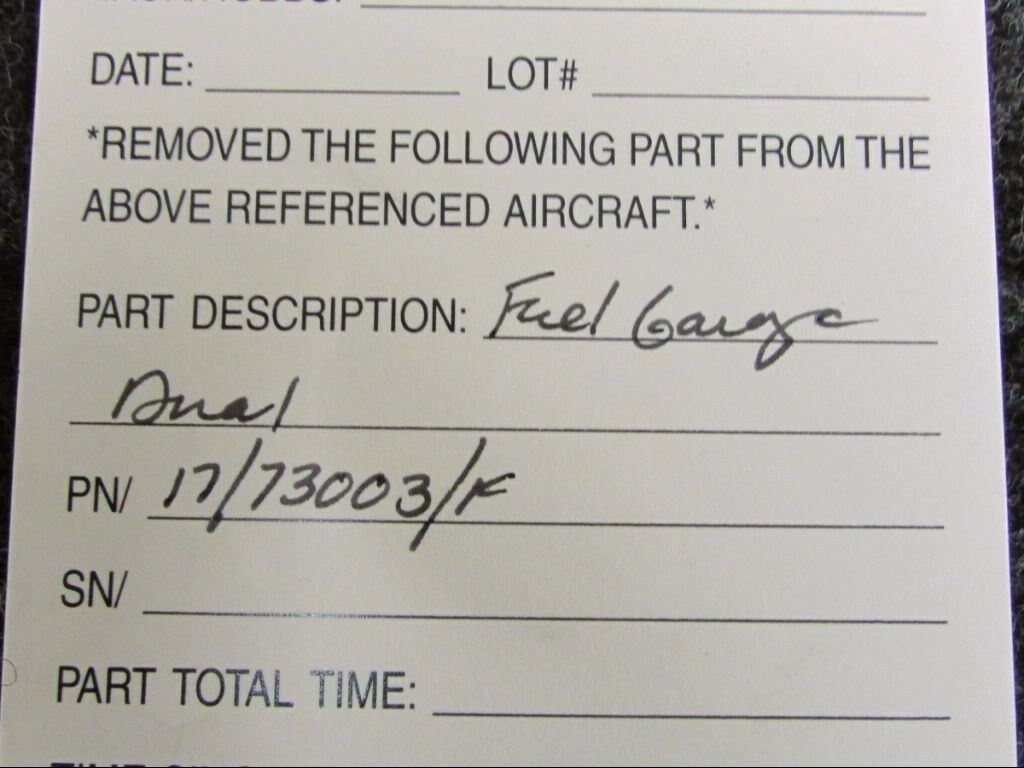 DATE: LOT#
*REMOVED THE FOLLOWING PART FROM THE
ABOVE REFERENCED AIRCRAFT.*
PART DESCRIPTION: Fuel Gauge
Dual
PN/ 17/73003/F
SN/
PART TOTAL TIME: